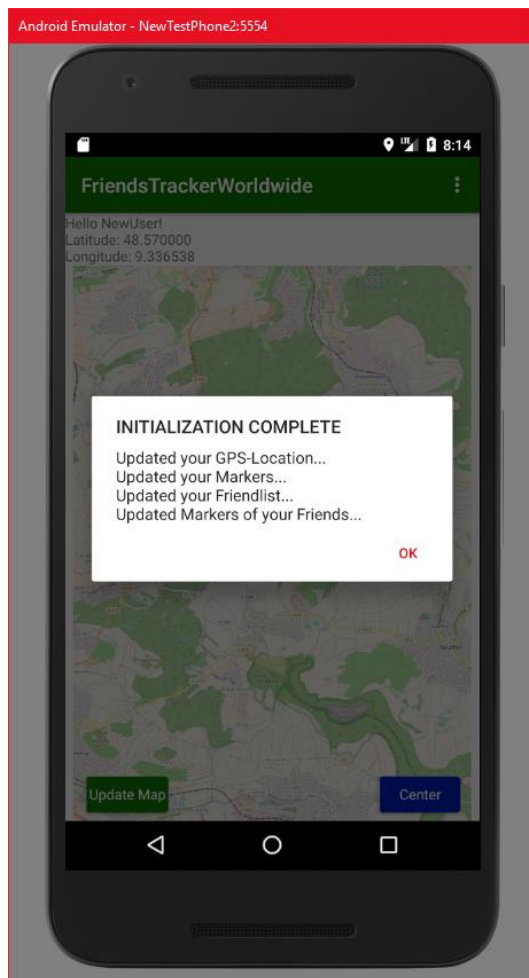 Android Emulator - NewTestPhone2:5554
LTE 8:14
FriendsTrackerWorldwide
Hello NewUser!
Latitude: 48.570000
Longitude: 9.336538
INITIALIZATION COMPLETE
Updated your GPS-Location...
Updated your Markers...
Updated your Friendlist...
Updated Markers of your Friends...
OK
Update Map
Center